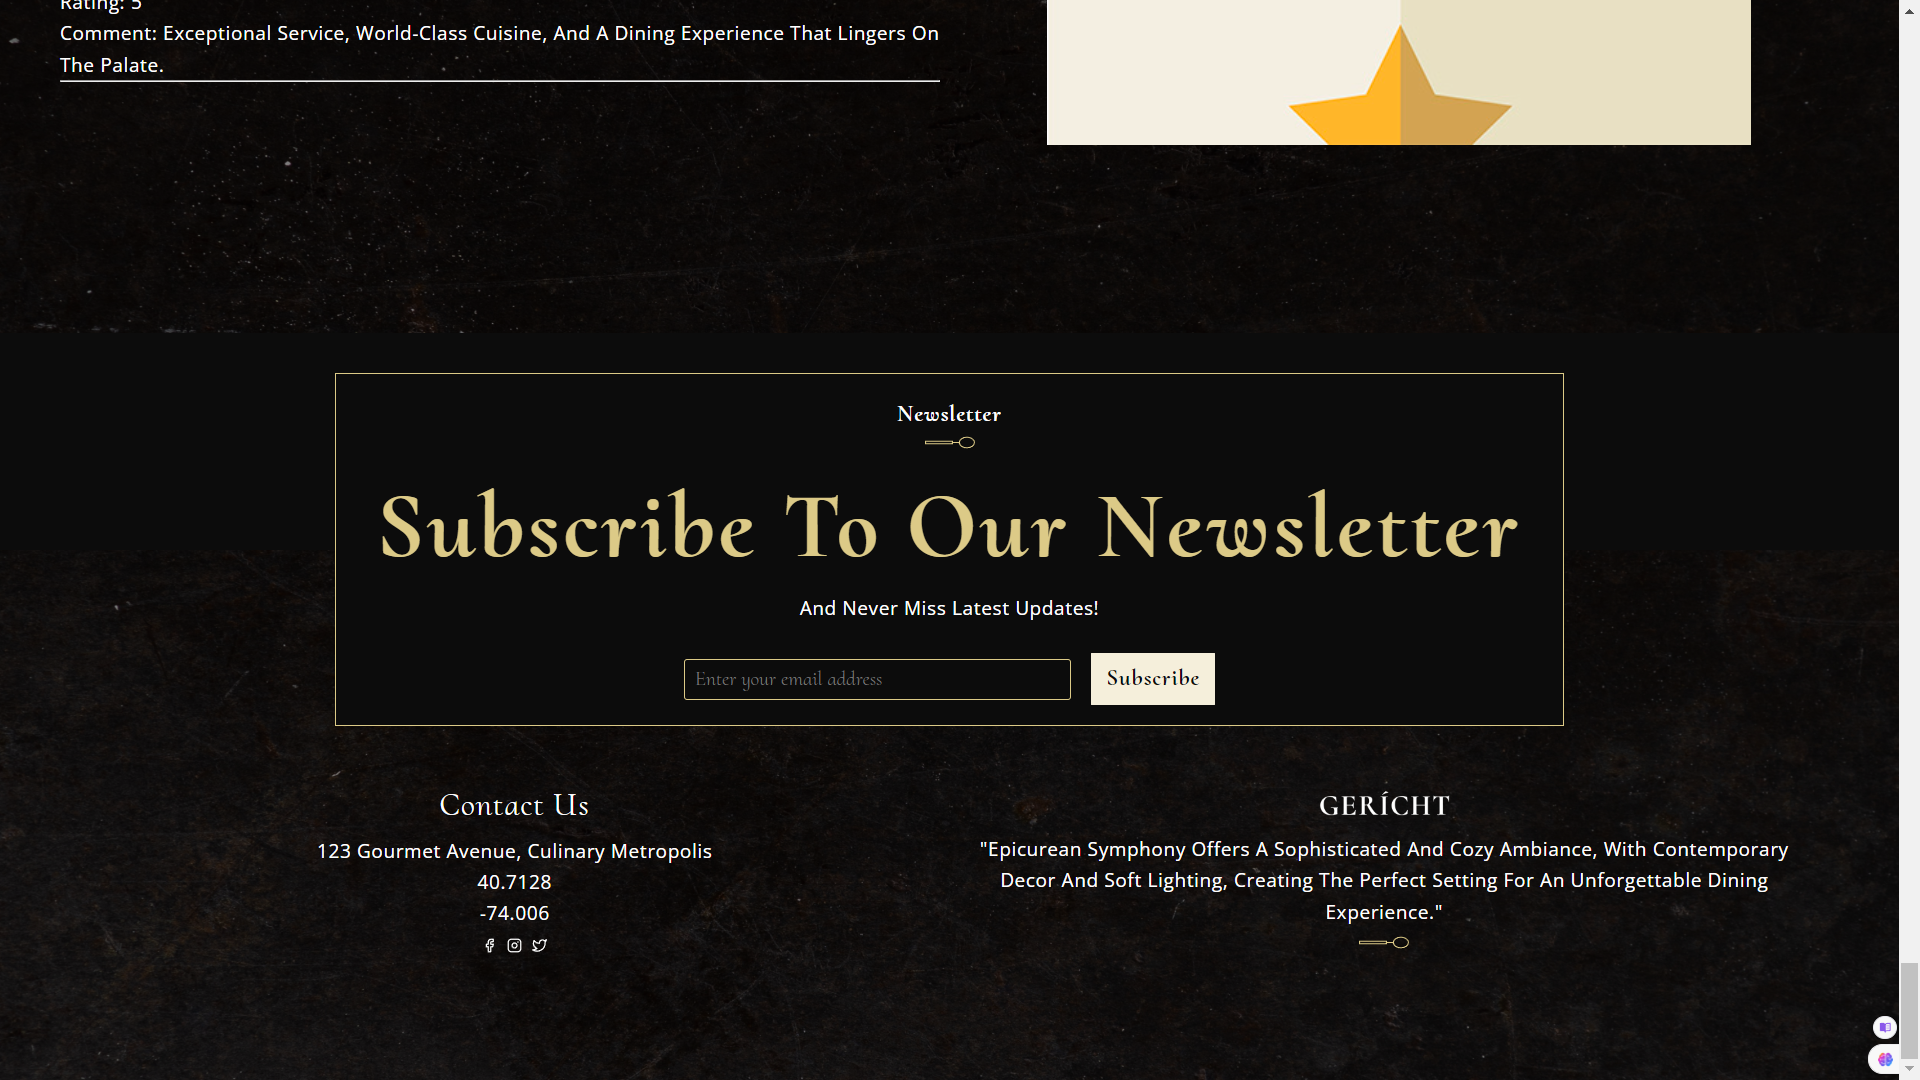 Rating: 5
Comment: Exceptional Service, World-Class Cuisine, And A Dining Experience That Lingers On
The Palate.
Newsletter
Subscribe To Our Newsletter
And Never Miss Latest Updates!
Enter your email address
Subscribe
Contact Us
123 Gourmet Avenue, Culinary Metropolis
40.7128
-74.006
GERÍCHT
"Epicurean Symphony Offers A Sophisticated And Cozy Ambiance, With Contemporary
Decor And Soft Lighting, Creating The Perfect Setting For An Unforgettable Dining
Experience."